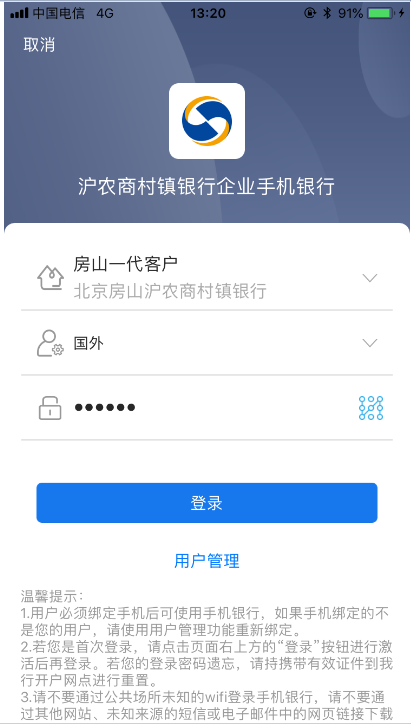 中国电信 4G 13:20 91%
取消
沪农商村镇银行企业手机银行
房山一代客户
北京房山沪农商村镇银行
国外
登录
用户管理
温馨提示：
1.用户必须绑定手机后可使用手机银行，如果手机绑定的不
是您的用户，请使用用户管理功能重新绑定。
2.若您是首次登录，请点击页面右上方的“登录”按钮进行激
活后再登录。若您的登录密码遗忘，请持携带有效证件到我
行开户网点进行重置。
3.请不要通过公共场所未知的wifi登录手机银行，请不要通
过其他网站、未知来源的短信或电子邮件中的网页链接下载